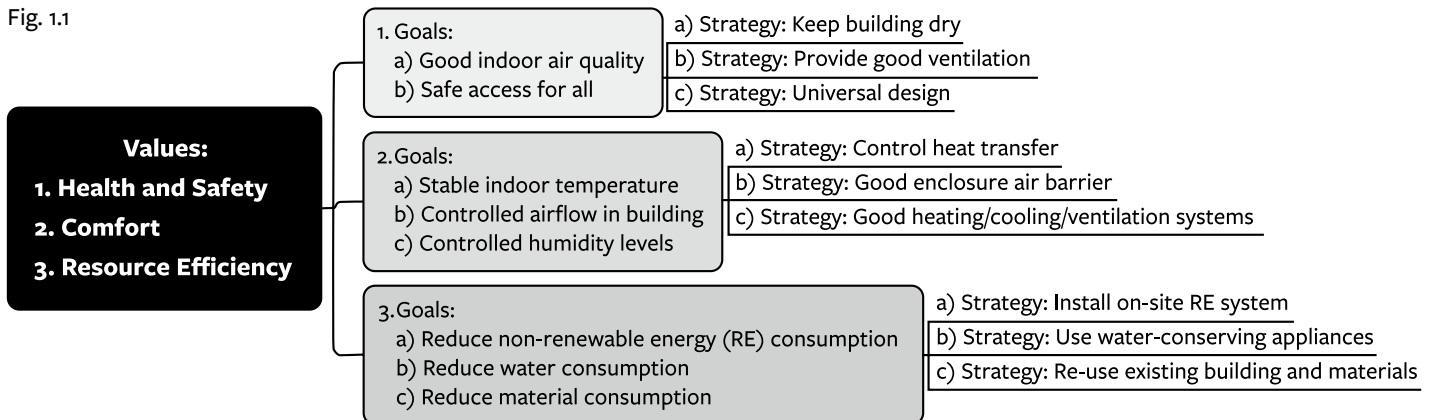 Fig. 1.1
Values:
1. Health and Safety
2. Comfort
3. Resource Efficiency
1. Goals:
a) Good indoor air quality
b) Safe access for all
a) Strategy: Keep building dry
b) Strategy: Provide good ventilation
c) Strategy: Universal design
2. Goals:
a) Stable indoor temperature
b) Controlled airflow in building
c) Controlled humidity levels
a) Strategy: Control heat transfer
b) Strategy: Good enclosure air barrier
c) Strategy: Good heating/cooling/ventilation systems
3. Goals:
a) Reduce non-renewable energy (RE) consumption
b) Reduce water consumption
c) Reduce material consumption
a) Strategy: Install on-site RE system
b) Strategy: Use water-conserving appliances
c) Strategy: Re-use existing building and materials